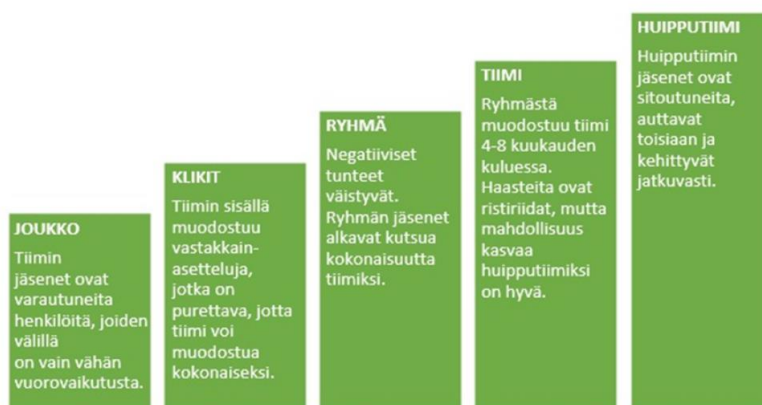 JOUKKO
Tiimin
jäsenet ovat
varautuneita
henkilöitä, joiden
välillä
on vain vähän
vuorovaikutusta.
KLIKIT
Tiimin sisällä
muodostuu
vastakkain-
asetteluja,
jotka on
purettava, jotta
tiimi voi
muodostua
kokonaiseksi.
RYHMÄ
Negatiiviset
tunteet
väistyvät.
Ryhmän jäsenet
alkavat kutsua
kokonaisuutta
tiimiksi.
TIIMI
Ryhmästä
muodostuu tiimi
4-8 kuukauden
kuluessa.
Haasteita ovat
ristiriidat, mutta
mahdollisuus
kasvaa
huipputiimiksi
on hyvä.
HUIPPUTIIMI
Huipputiimin
jäsenet ovat
sitoutuneita,
auttavat
toisiaan ja
kehittyvät
jatkuvasti.